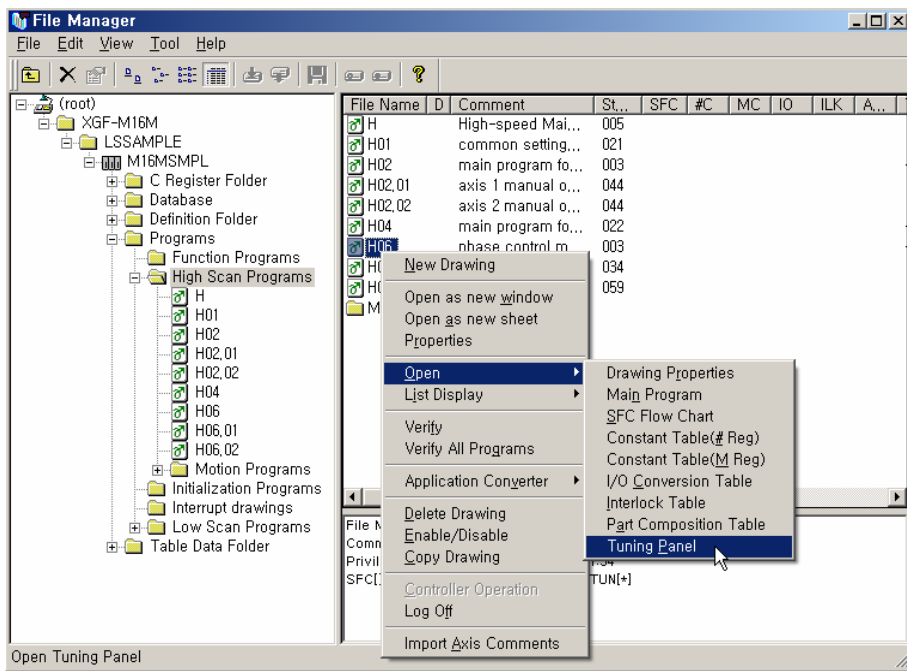 File Manager
File Edit View Tool Help
(root)
XGF-M16M
LSSAMPLE
M16MSMPL
C Register Folder
Database
Definition Folder
Programs
Function Programs
High Scan Programs
H
H01
H02
H02,01
H02,02
H04
H06
H06,01
H06,02
Motion Programs
Initialization Programs
Interrupt drawings
Low Scan Programs
Table Data Folder
File Name D Comment St... SFC #C MC IO ILK A...
H High-speed Mai... 005
H01 common setting... 021
H02 main program fo... 003
H02,01 axis 1 manual o... 044
H02,02 axis 2 manual o... 044
H04 main program fo... 022
H06 phase control m 003
034
059
M
New Drawing
Open as new window
Open as new sheet
Properties
Open
List Display
Verify
Verify All Programs
Application Converter
Delete Drawing
Enable/Disable
Copy Drawing
Controller Operation
Log Off
Import Axis Comments
Drawing Properties
Main Program
SFC Flow Chart
Constant Table(# Reg)
Constant Table(M Reg)
I/O Conversion Table
Interlock Table
Part Composition Table
Tuning Panel
File N
Comm
Privil
SFC[] TUN[*]
Open Tuning Panel